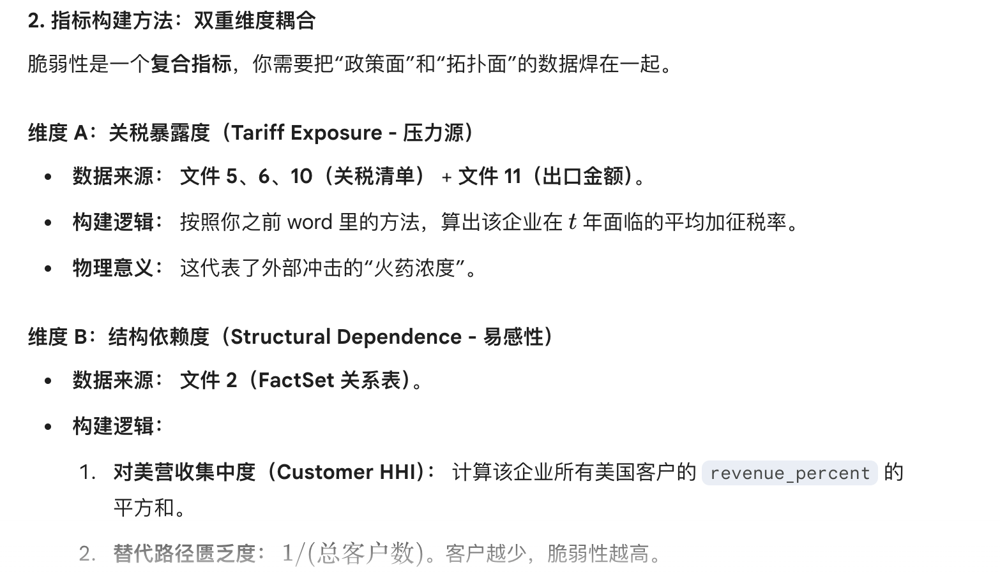 2. 指标构建方法：双重维度耦合
脆弱性是一个复合指标，你需要把“政策面”和“拓扑面”的数据焊在一起。
维度 A：关税暴露度（Tariff Exposure - 压力源）
• 数据来源： 文件 5、6、10（关税清单） + 文件 11（出口金额）。
• 构建逻辑： 按照你之前 word 里的方法，算出该企业在 t 年面临的平均加征税率。
• 物理意义： 这代表了外部冲击的“火药浓度”。
维度 B：结构依赖度（Structural Dependence - 易感性）
• 数据来源： 文件 2（FactSet 关系表）。
• 构建逻辑：
1. 对美营收集中度（Customer HHI）： 计算该企业所有美国客户的 revenue_percent 的
平方和。
2. 替代路径匮乏度： 1/(总客户数)。客户越少，脆弱性越高。